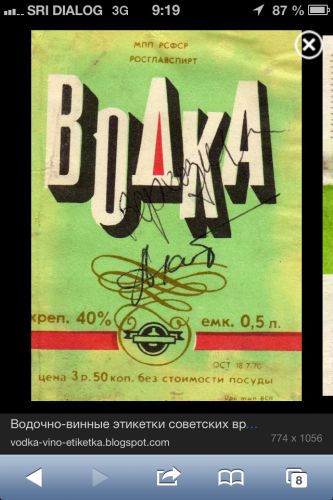 SRI DIALOG 3G 9:19 87 %
МПП РСФСР
РОСГЛАВСПИРТ
ВОДКА
креп. 40% емк. 0,5 л.
ОСТ 18.7.70
цена 3 р. 50 коп. без стоимости посуды
Водочно-винные этикетки советских вр...
vodka-vino-etiketka.blogspot.com
774 x 1056
8